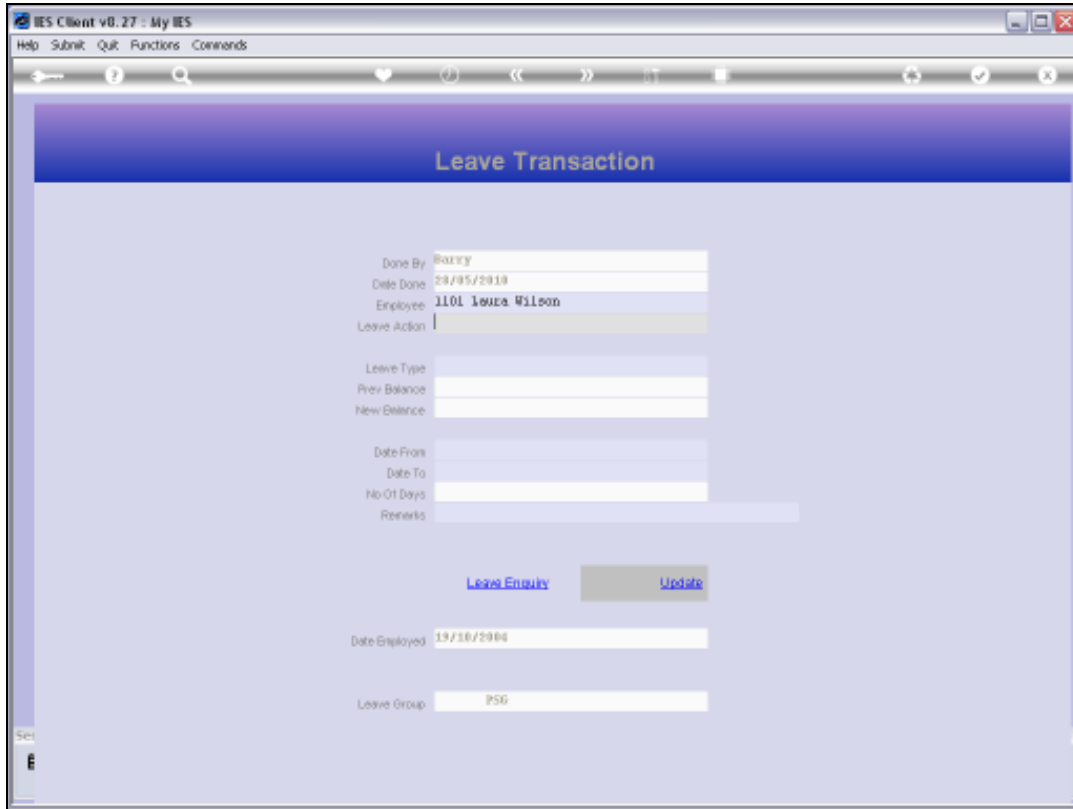 IES Client v8.27 : My IES
Help Submit Quit Functions Commands
Leave Transaction
Done By Barry
Date Done 28/05/2010
Employee 1101 Laura Wilson
Leave Action
Leave Type
Prev Balance
New Balance
Date From
Date To
No Of Days
Remarks
Leave Enquiry Update
Date Employed 19/10/2006
Leave Group PSG